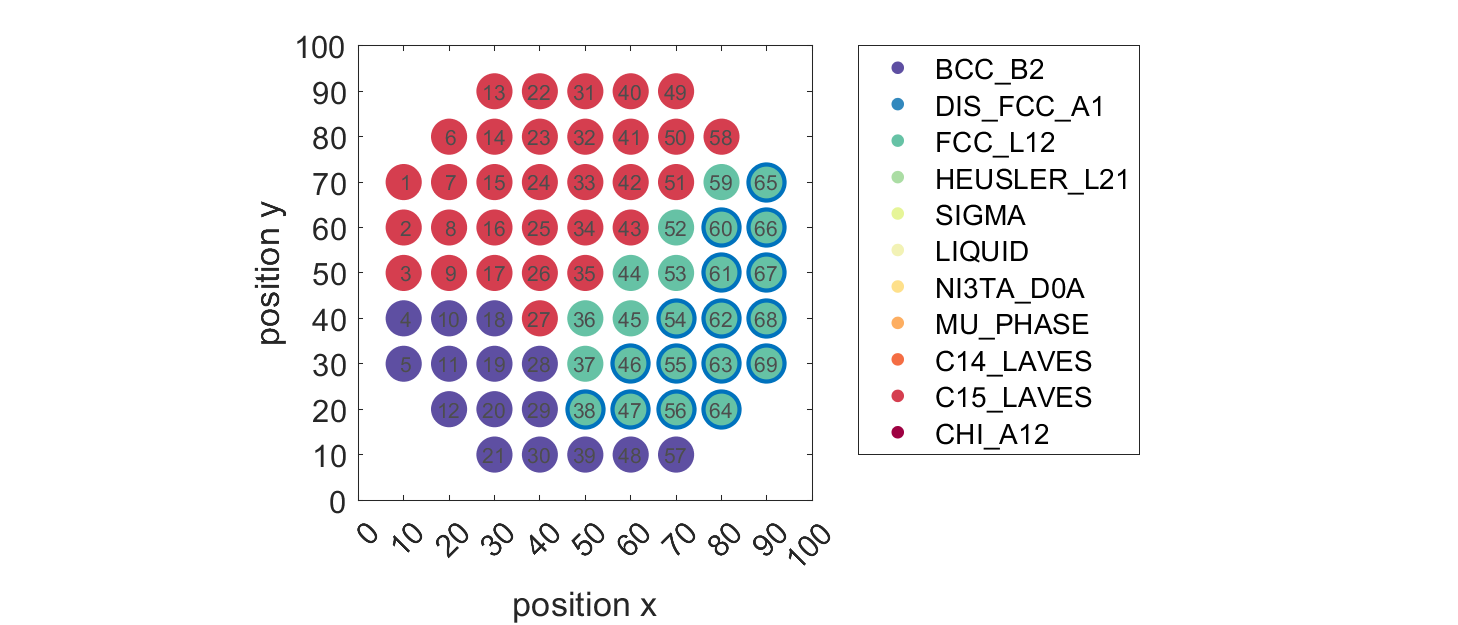 100
90
80
70
60
50
40
30
20
10
0
position y
13 22 31 40 49
6 14 23 32 41 50 58
1 7 15 24 33 42 51 59 65
2 8 16 25 34 43 52 60 66
3 9 17 26 35 44 53 61 67
4 10 18 27 36 45 54 62 68
5 11 19 28 37 46 55 63 69
12 20 29 38 47 56 64
21 30 39 48 57
0 10 20 30 40 50 60 70 80 90 100
position x
BCC_B2
DIS_FCC_A1
FCC_L12
HEUSLER_L21
SIGMA
LIQUID
NI3TA_D0A
MU_PHASE
C14_LAVES
C15_LAVES
CHI_A12